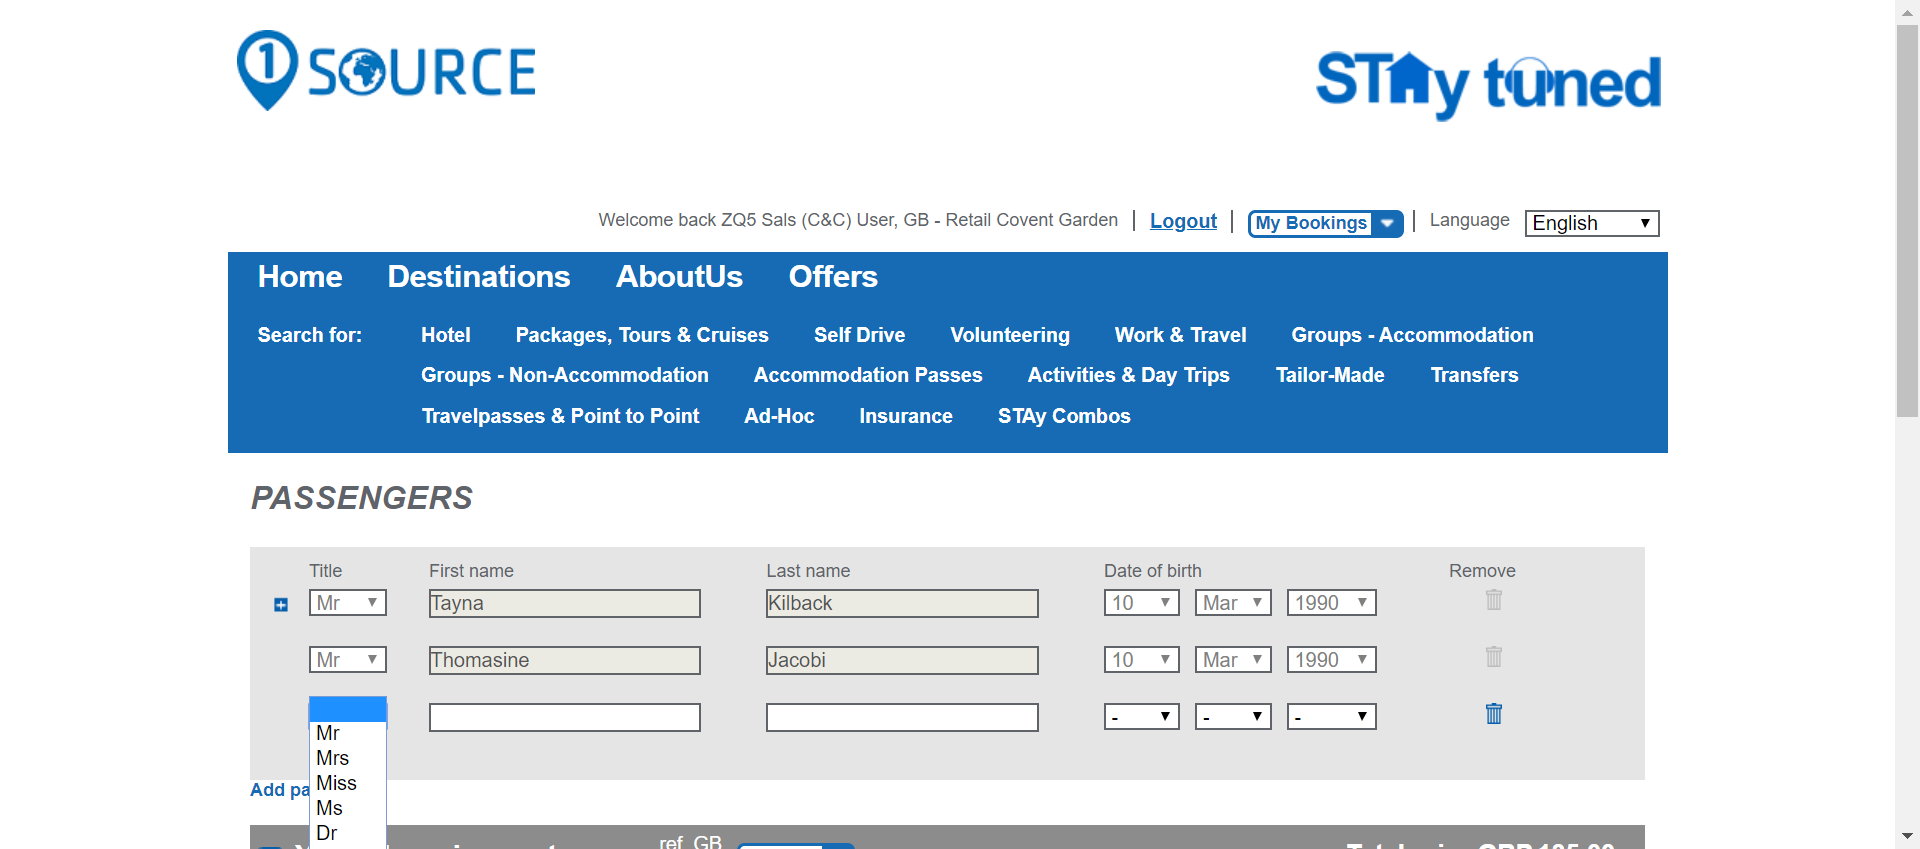 1 SOURCE
STAy tuned
Welcome back ZQ5 Sals (C&C) User, GB - Retail Covent Garden | Logout | My Bookings | Language English
Home Destinations AboutUs Offers
Search for: Hotel Packages, Tours & Cruises Self Drive Volunteering Work & Travel Groups - Accommodation
Groups - Non-Accommodation Accommodation Passes Activities & Day Trips Tailor-Made Transfers
Travelpasses & Point to Point Ad-Hoc Insurance STAy Combos
PASSENGERS
Title First name Last name Date of birth Remove
Mr Tayna Kilback 10 Mar 1990
Mr Thomasine Jacobi 10 Mar 1990
- - -
Mr
Mrs
Miss
Ms
Dr
Add pa
ref GB